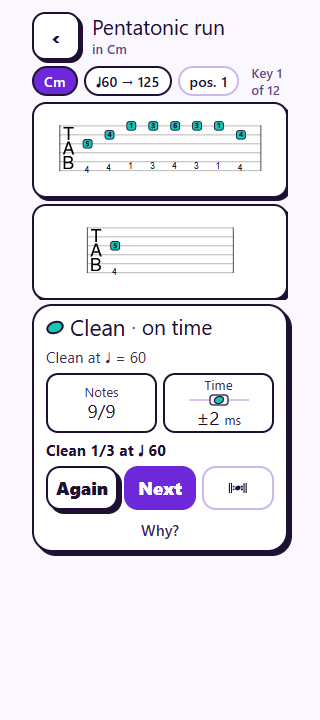 Pentatonic run
in Cm
Cm
♩60 → 125
pos. 1
Key 1
of 12
T
A
B
5 4 1 3 6 3 1 4
4 4 1 3 4 3 1 4
T
A
B
5
4
Clean · on time
Clean at ♩ = 60
Notes
9/9
Time
±2 ms
Clean 1/3 at ♩60
Again
Next
Why?